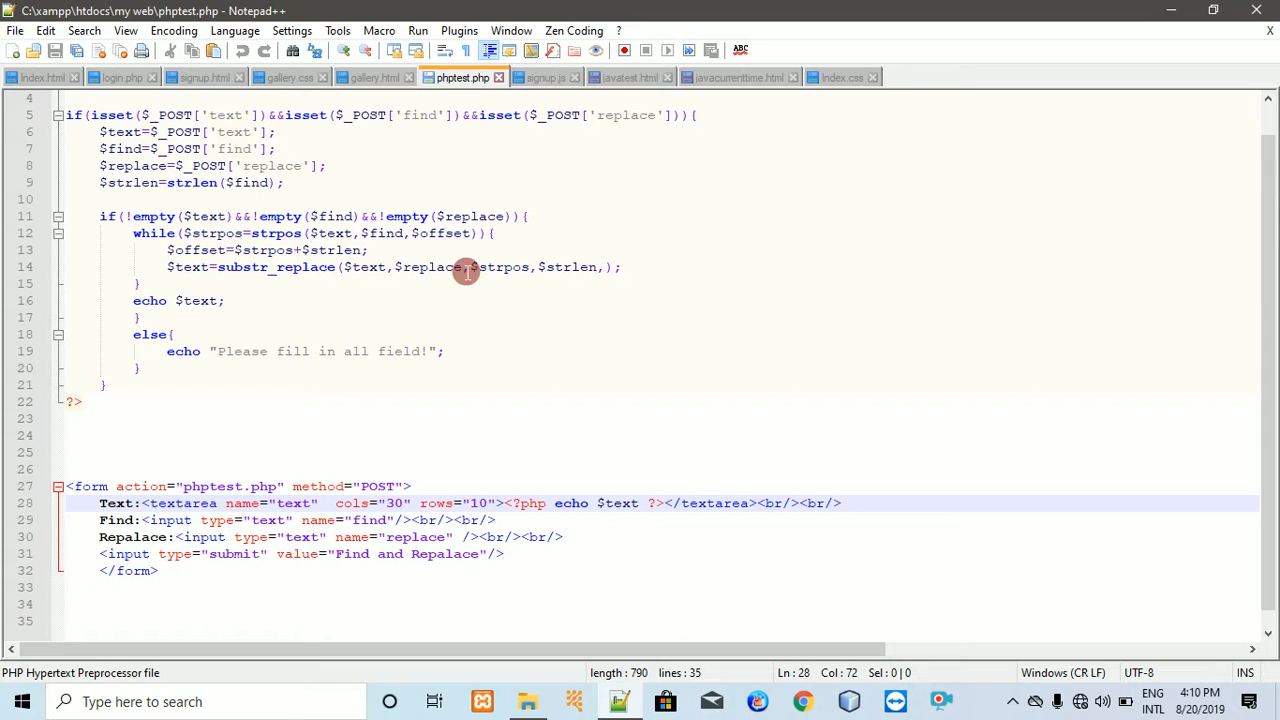 C:\xampp\htdocs\my web\phptest.php - Notepad++
File Edit Search View Encoding Language Settings Tools Macro Run Plugins Window Zen Coding ? X
Index.html login.php signup.html gallery.css gallery.html phptest.php signup.js javatest.html javacurrenttime.html Index.css
4
5 if(isset($_POST['text'])&&isset($_POST['find'])&&isset($_POST['replace'])){
6 $text=$_POST['text'];
7 $find=$_POST['find'];
8 $replace=$_POST['replace'];
9 $strlen=strlen($find);
10
11 if(!empty($text)&&!empty($find)&&!empty($replace)){
12 while($strpos=strpos($text,$find,$offset)){
13 $offset=$strpos+$strlen;
14 $text=substr_replace($text,$replace,$strpos,$strlen,);
15 }
16 echo $text;
17 }
18 else{
19 echo "Please fill in all field!";
20 }
21 }
22 ?>
23
24
25
26
27 <form action="phptest.php" method="POST">
28 Text:<textarea name="text"  cols="30" rows="10"><?php echo $text ?></textarea><br/><br/>
29 Find:<input type="text" name="find"/><br/><br/>
30 Repalace:<input type="text" name="replace" /><br/><br/>
31 <input type="submit" value="Find and Repalace"/>
32 </form>
33
34
35
PHP Hypertext Preprocessor file length : 790 lines : 35 Ln : 28 Col : 72 Sel : 0 | 0 Windows (CR LF) UTF-8 INS
Type here to search ENG 4:10 PM
INTL 8/20/2019